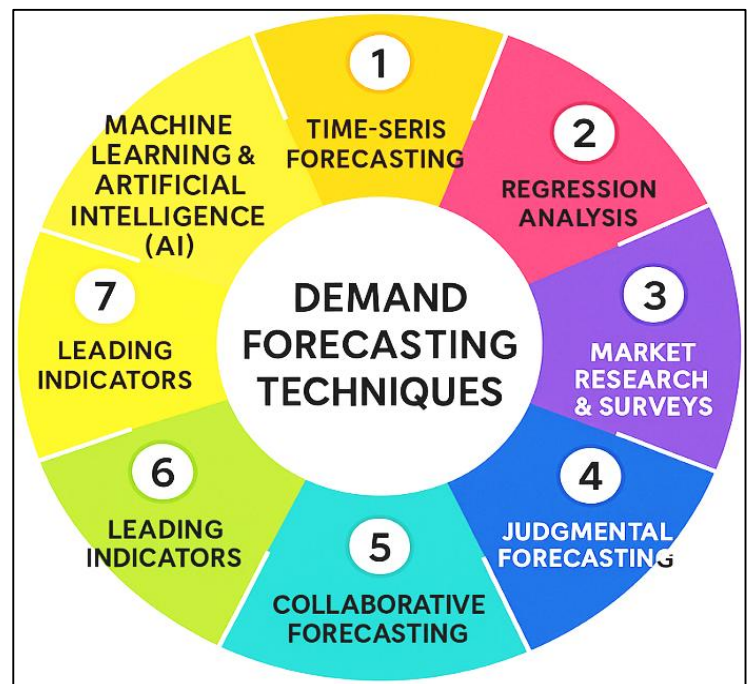 DEMAND
FORECASTING
TECHNIQUES
1
TIME-SERIS
FORECASTING
2
REGRESSION
ANALYSIS
3
MARKET
RESEARCH
& SURVEYS
4
JUDGMENTAL
FORECASTING
5
COLLABORATIVE
FORECASTING
6
LEADING
INDICATORS
7
LEADING
INDICATORS
MACHINE
LEARNING &
ARTIFICIAL
INTELLIGENCE
(AI)